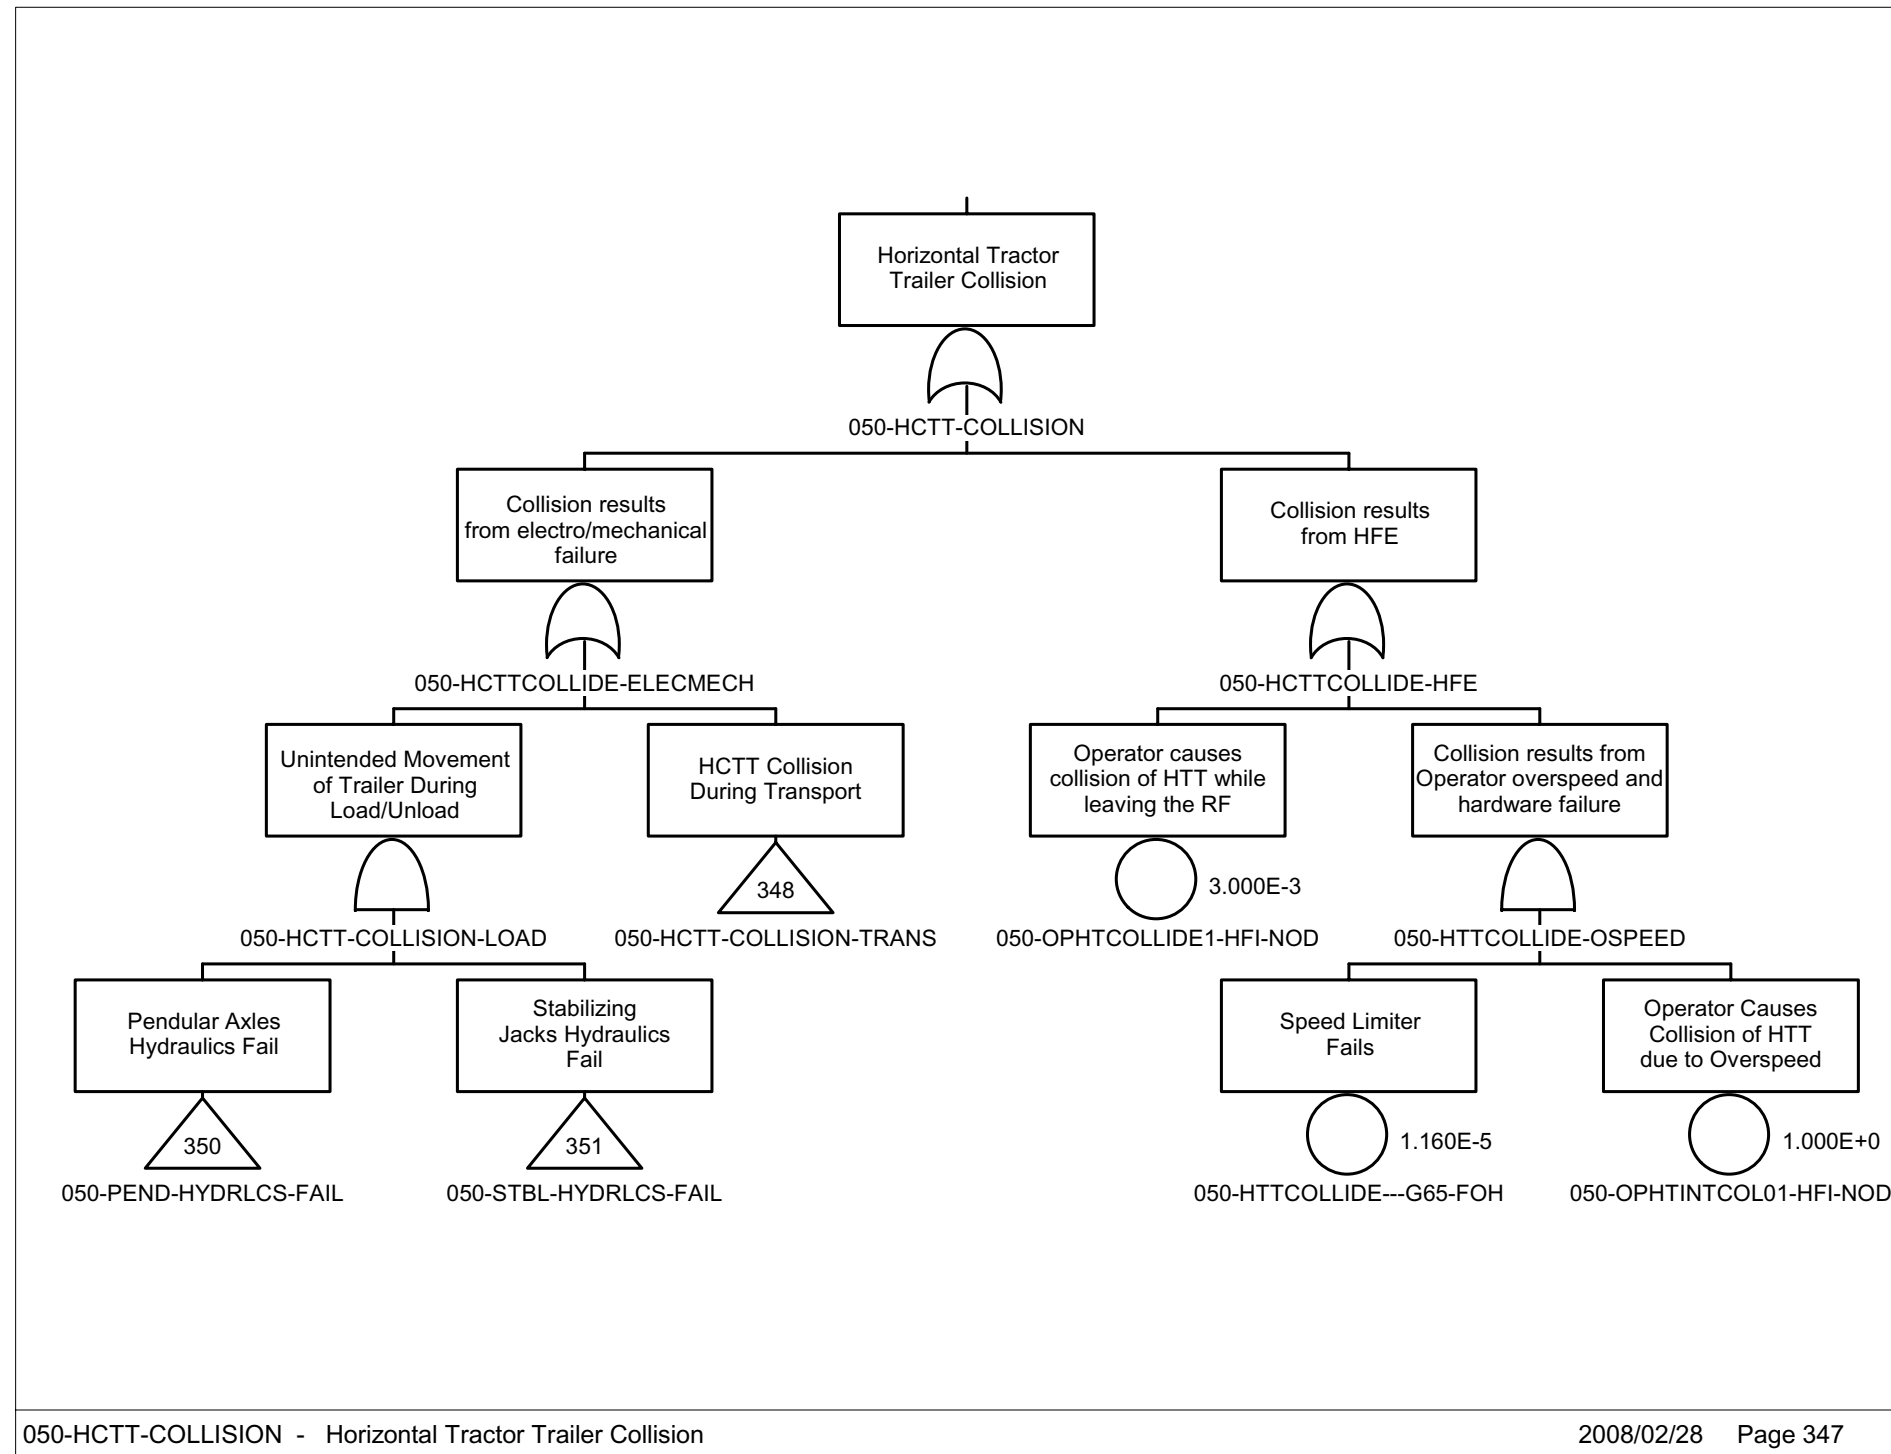 Horizontal Tractor
Trailer Collision
050-HCTT-COLLISION
Collision results
from electro/mechanical
failure
Collision results
from HFE
050-HCTTCOLLIDE-ELECMECH
050-HCTTCOLLIDE-HFE
Unintended Movement
of Trailer During
Load/Unload
HCTT Collision
During Transport
Operator causes
collision of HTT while
leaving the RF
Collision results from
Operator overspeed and
hardware failure
348
3.000E-3
050-HCTT-COLLISION-LOAD
050-HCTT-COLLISION-TRANS
050-OPHTCOLLIDE1-HFI-NOD
050-HTTCOLLIDE-OSPEED
Pendular Axles
Hydraulics Fail
Stabilizing
Jacks Hydraulics
Fail
Speed Limiter
Fails
Operator Causes
Collision of HTT
due to Overspeed
350
351
1.160E-5
1.000E+0
050-PEND-HYDRLCS-FAIL
050-STBL-HYDRLCS-FAIL
050-HTTCOLLIDE---G65-FOH
050-OPHTINTCOL01-HFI-NOD
050-HCTT-COLLISION - Horizontal Tractor Trailer Collision
2008/02/28 Page 347